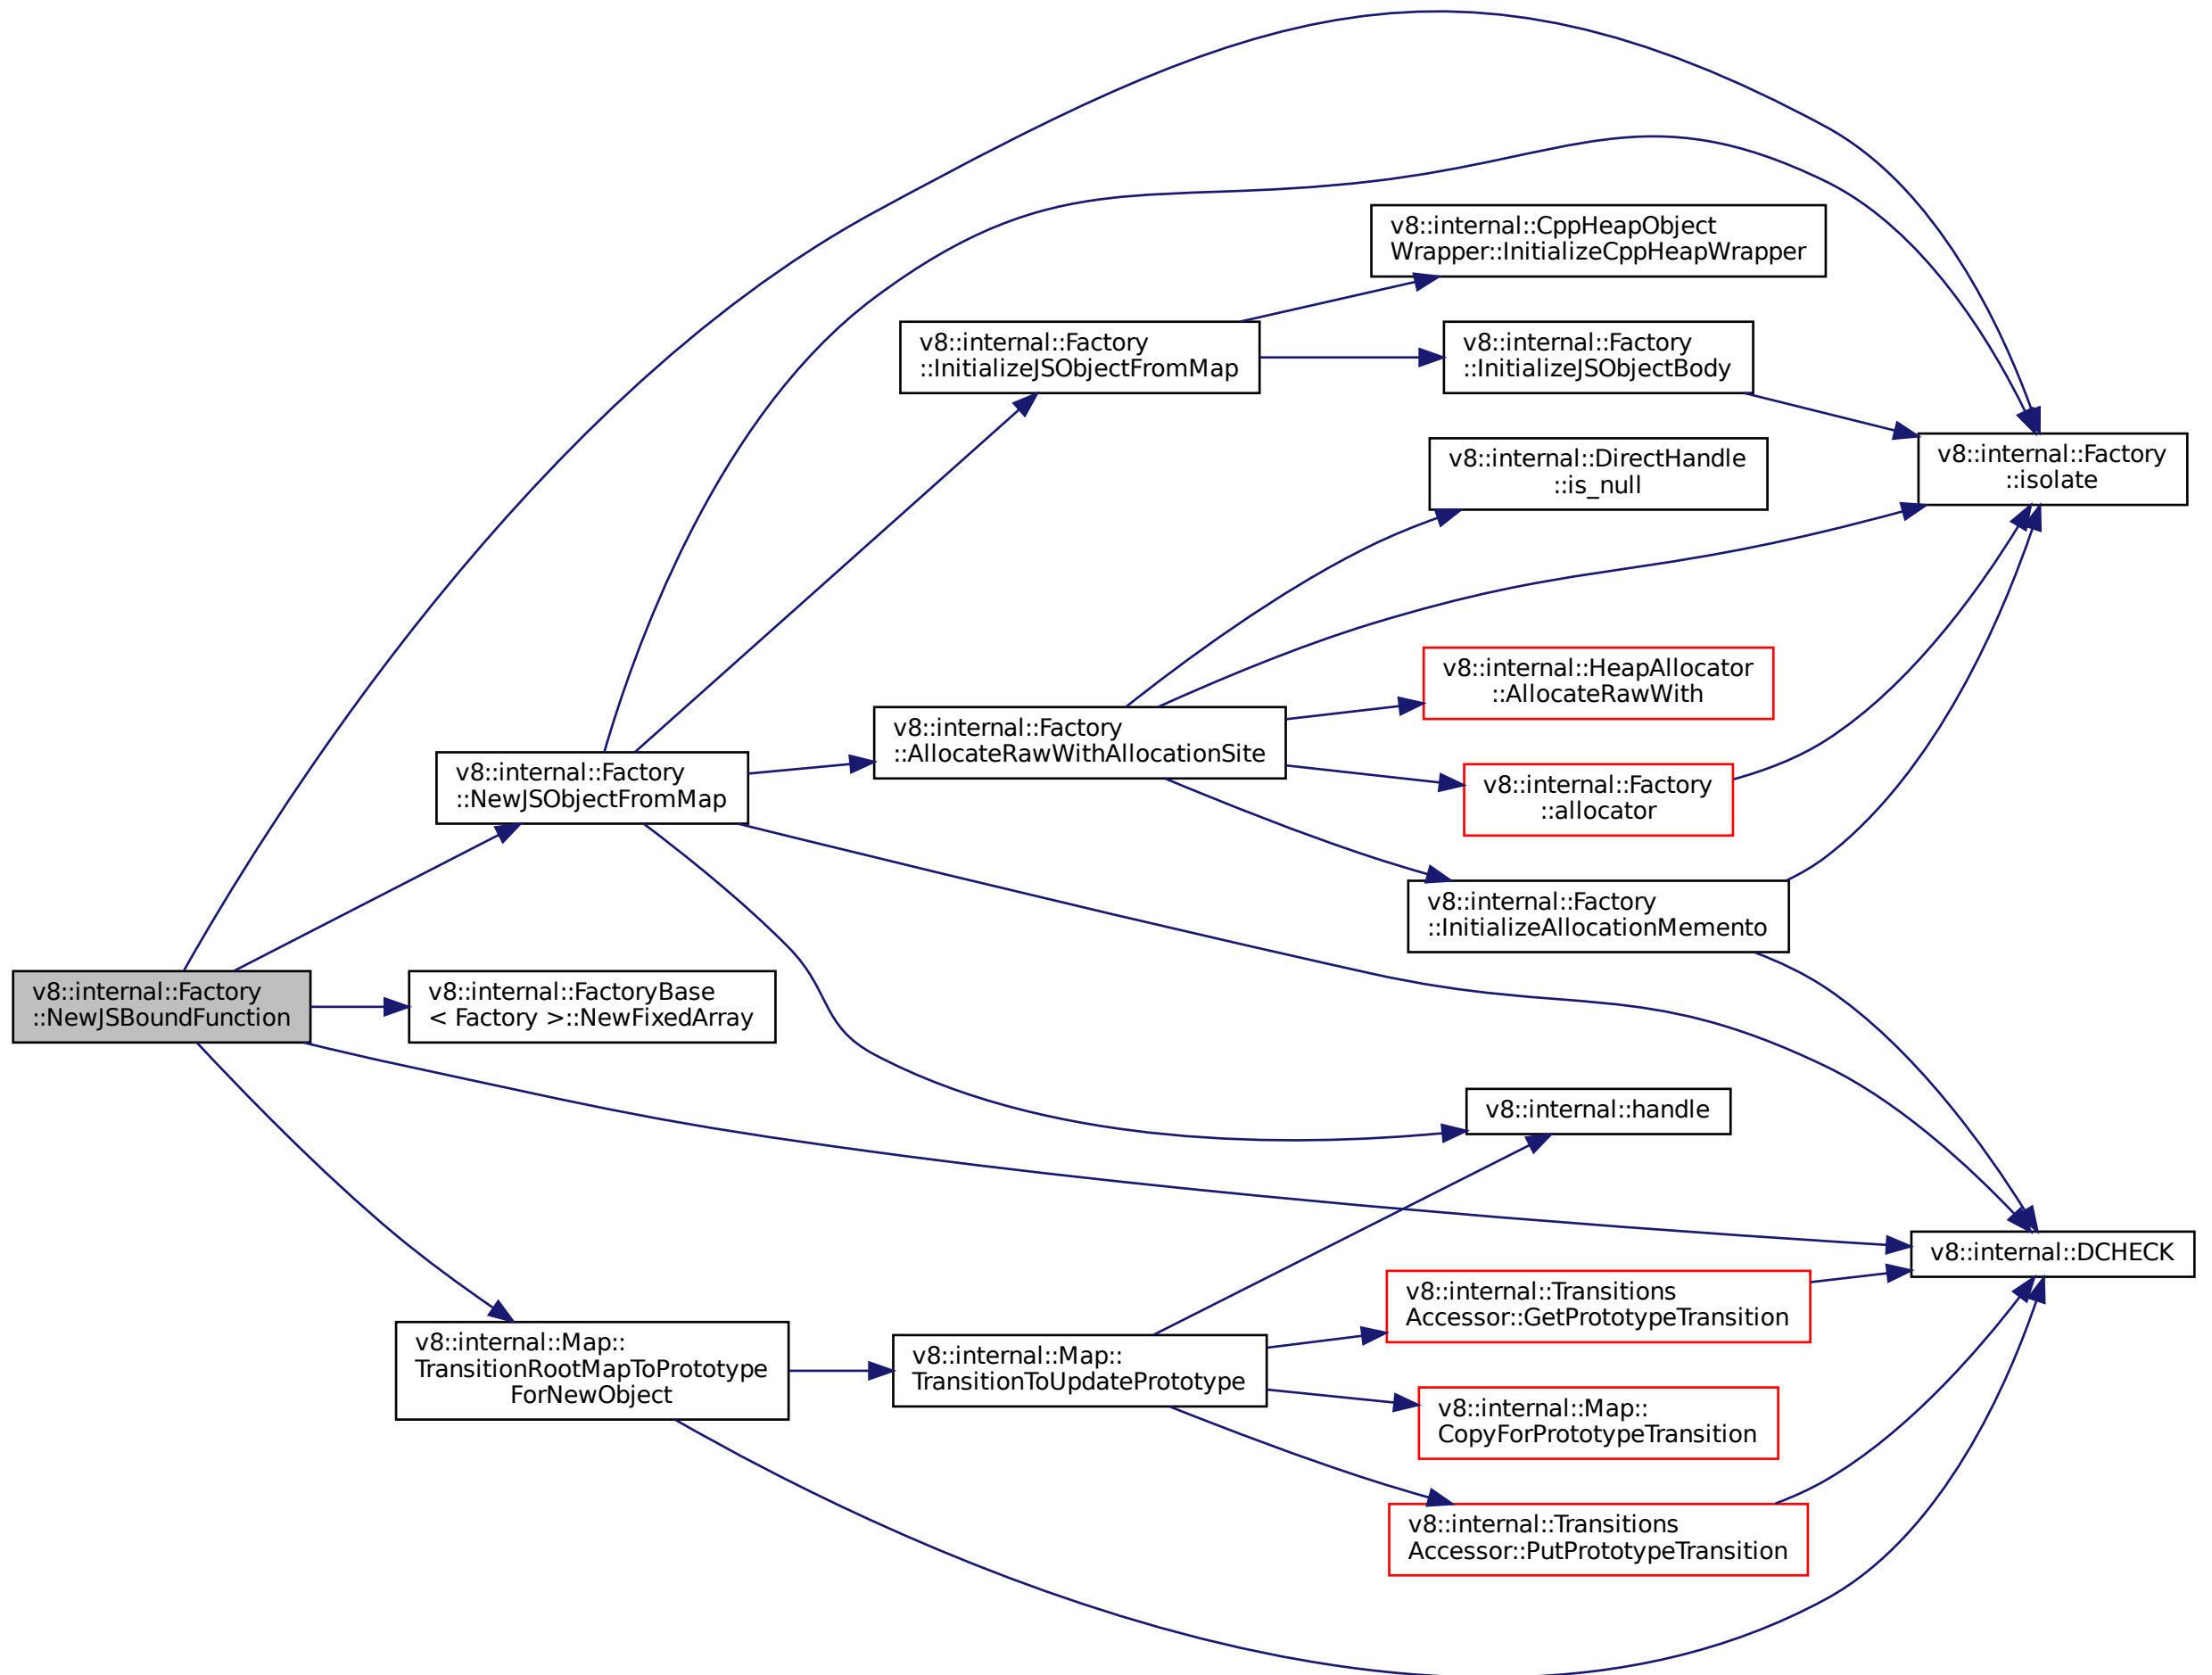 v8::internal::CppHeapObject
Wrapper::InitializeCppHeapWrapper
v8::internal::Factory
::InitializeJSObjectFromMap
v8::internal::Factory
::InitializeJSObjectBody
v8::internal::DirectHandle
::is_null
v8::internal::Factory
::isolate
v8::internal::HeapAllocator
::AllocateRawWith
v8::internal::Factory
::AllocateRawWithAllocationSite
v8::internal::Factory
::NewJSObjectFromMap
v8::internal::Factory
::allocator
v8::internal::Factory
::InitializeAllocationMemento
v8::internal::Factory
::NewJSBoundFunction
v8::internal::FactoryBase
< Factory >::NewFixedArray
v8::internal::handle
v8::internal::DCHECK
v8::internal::Transitions
Accessor::GetPrototypeTransition
v8::internal::Map::
TransitionRootMapToPrototype
ForNewObject
v8::internal::Map::
TransitionToUpdatePrototype
v8::internal::Map::
CopyForPrototypeTransition
v8::internal::Transitions
Accessor::PutPrototypeTransition